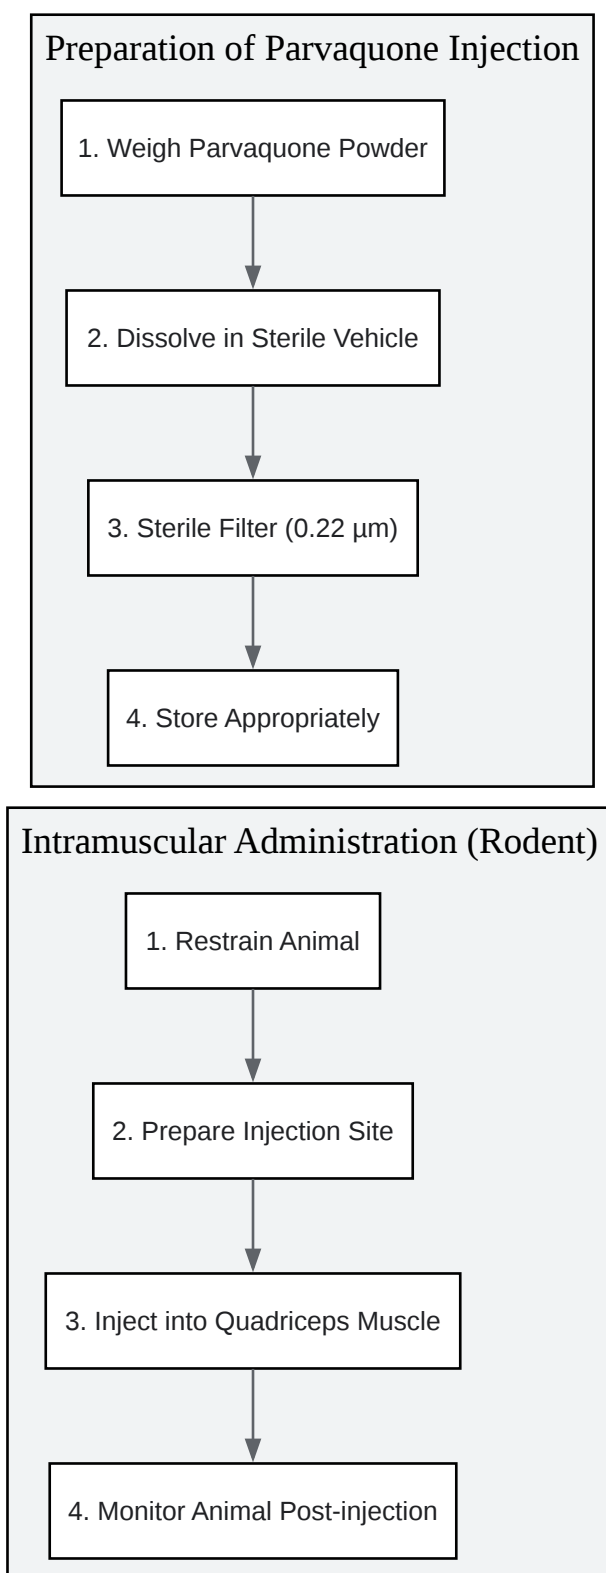 Preparation of Parvaquone Injection
1. Weigh Parvaquone Powder
2. Dissolve in Sterile Vehicle
3. Sterile Filter (0.22 µm)
4. Store Appropriately
Intramuscular Administration (Rodent)
1. Restrain Animal
2. Prepare Injection Site
3. Inject into Quadriceps Muscle
4. Monitor Animal Post-injection